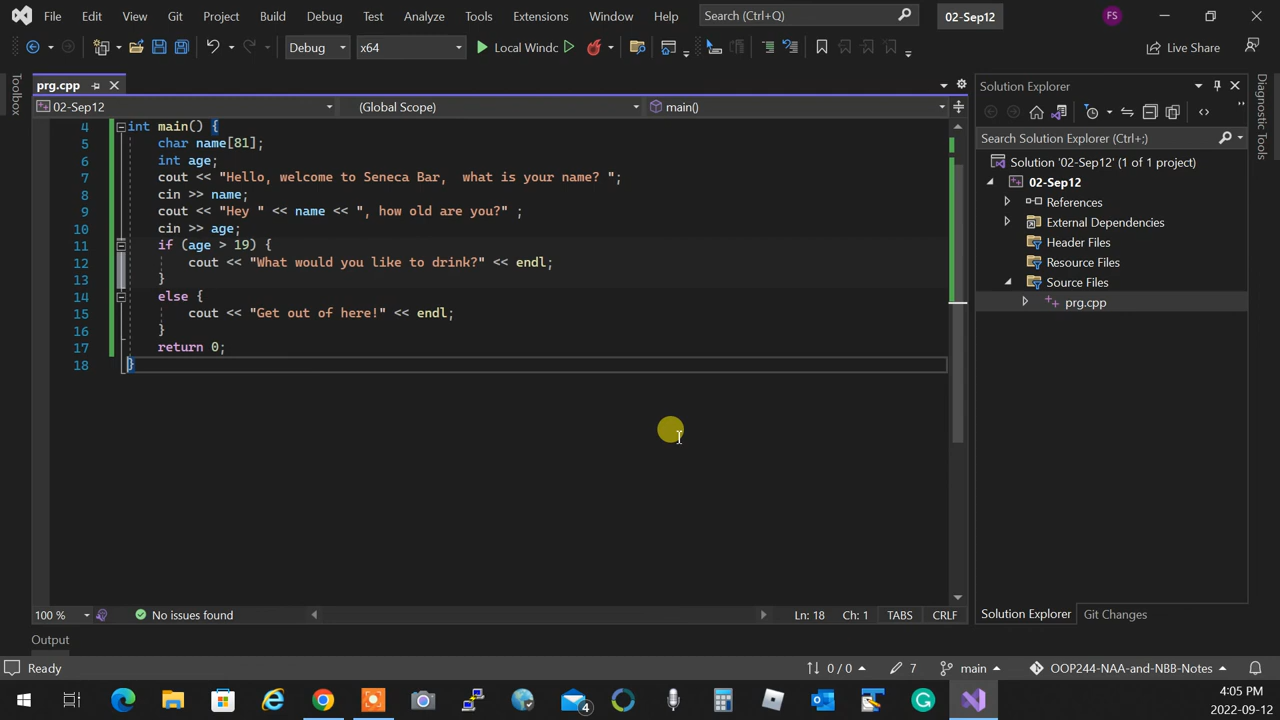 File Edit View Git Project Build Debug Test Analyze Tools Extensions Window Help Search (Ctrl+Q) 02-Sep12 FS
Debug x64 Local Windc Live Share
Toolbox
prg.cpp
02-Sep12 (Global Scope) main()
4 int main() {
5 char name[81];
6 int age;
7 cout << "Hello, welcome to Seneca Bar,  what is your name? ";
8 cin >> name;
9 cout << "Hey " << name << ", how old are you?" ;
10 cin >> age;
11 if (age > 19) {
12 cout << "What would you like to drink?" << endl;
13 }
14 else {
15 cout << "Get out of here!" << endl;
16 }
17 return 0;
18 }
100 % No issues found Ln: 18 Ch: 1 TABS CRLF
Solution Explorer
Search Solution Explorer (Ctrl+;)
Solution '02-Sep12' (1 of 1 project)
02-Sep12
References
External Dependencies
Header Files
Resource Files
Source Files
prg.cpp
Solution Explorer Git Changes
Diagnostic Tools
Output
Ready 0 / 0 7 main OOP244-NAA-and-NBB-Notes
4
4:05 PM
2022-09-12